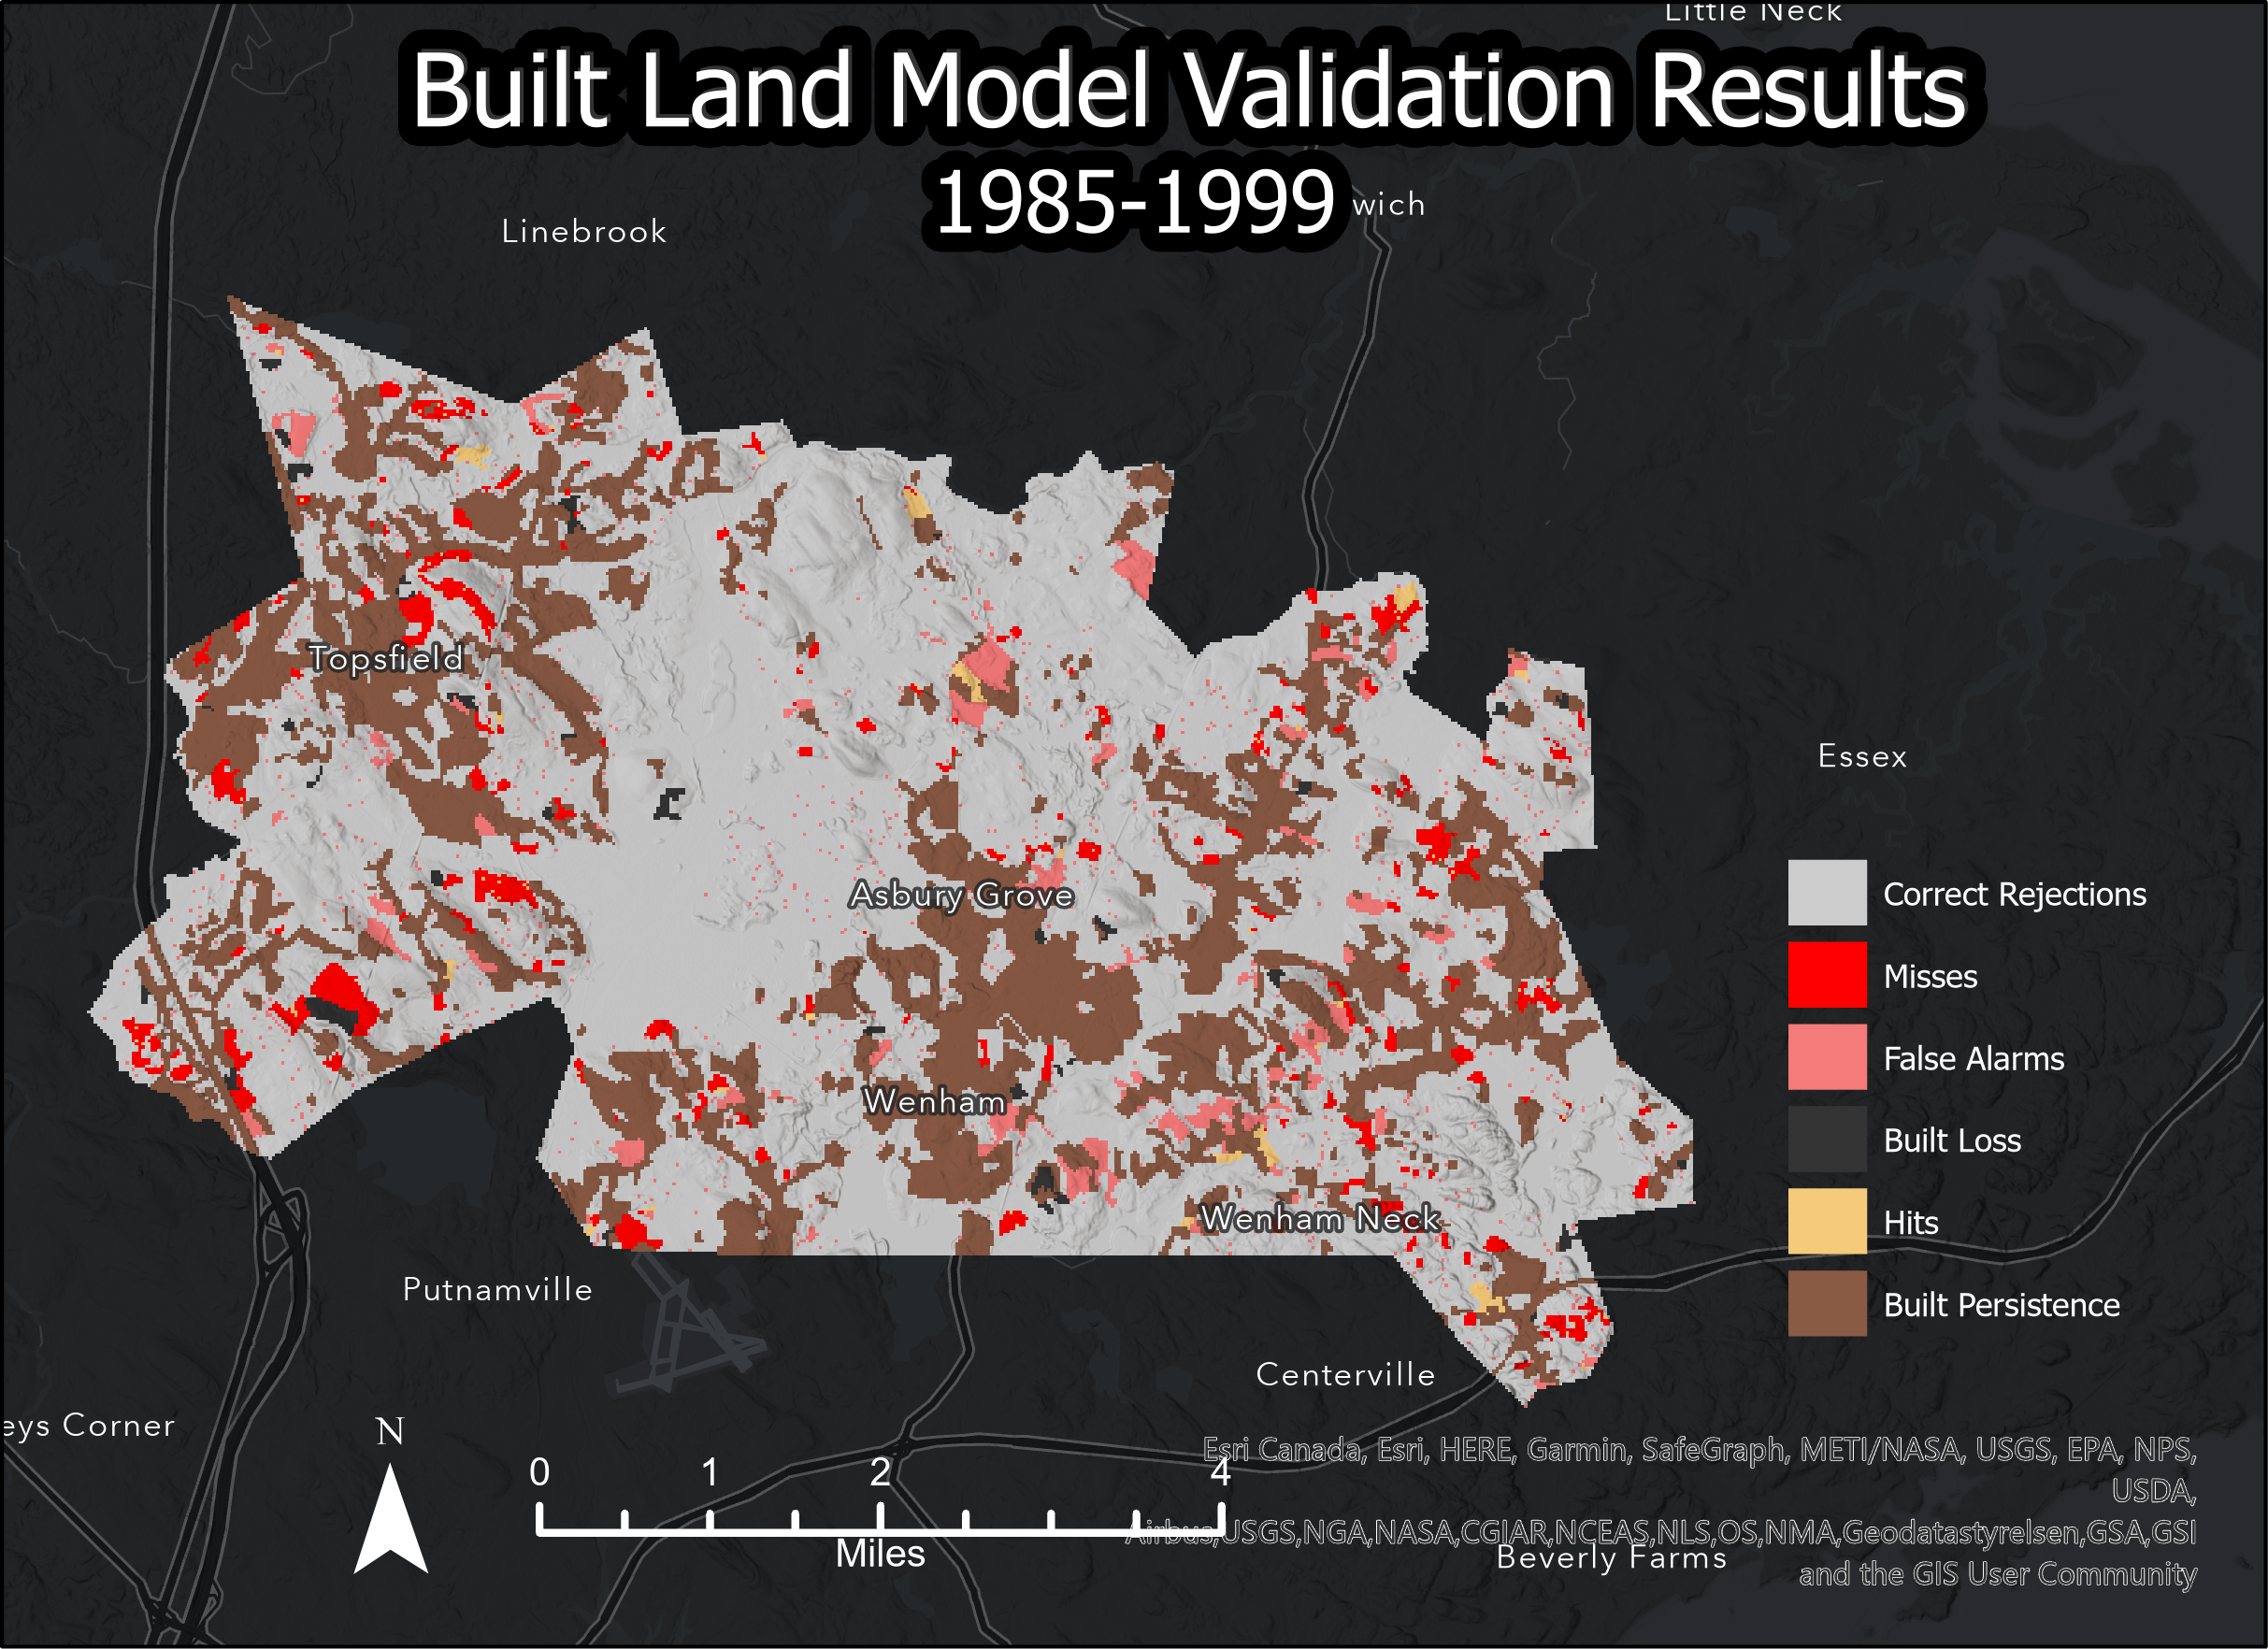 Little Neck
Built Land Model Validation Results
1985-1999
wich
Linebrook
Topsfield
Essex
Asbury Grove
Wenham
Wenham Neck
Putnamville
Centerville
eys Corner
Correct Rejections
Misses
False Alarms
Built Loss
Hits
Built Persistence
N
0 1 2 4
Miles
Esri Canada, Esri, HERE, Garmin, SafeGraph, METI/NASA, USGS, EPA, NPS,
USDA,
Airbus,USGS,NGA,NASA,CGIAR,NCEAS,NLS,OS,NMA,Geodatastyrelsen,GSA,GSI
and the GIS User Community
Beverly Farms